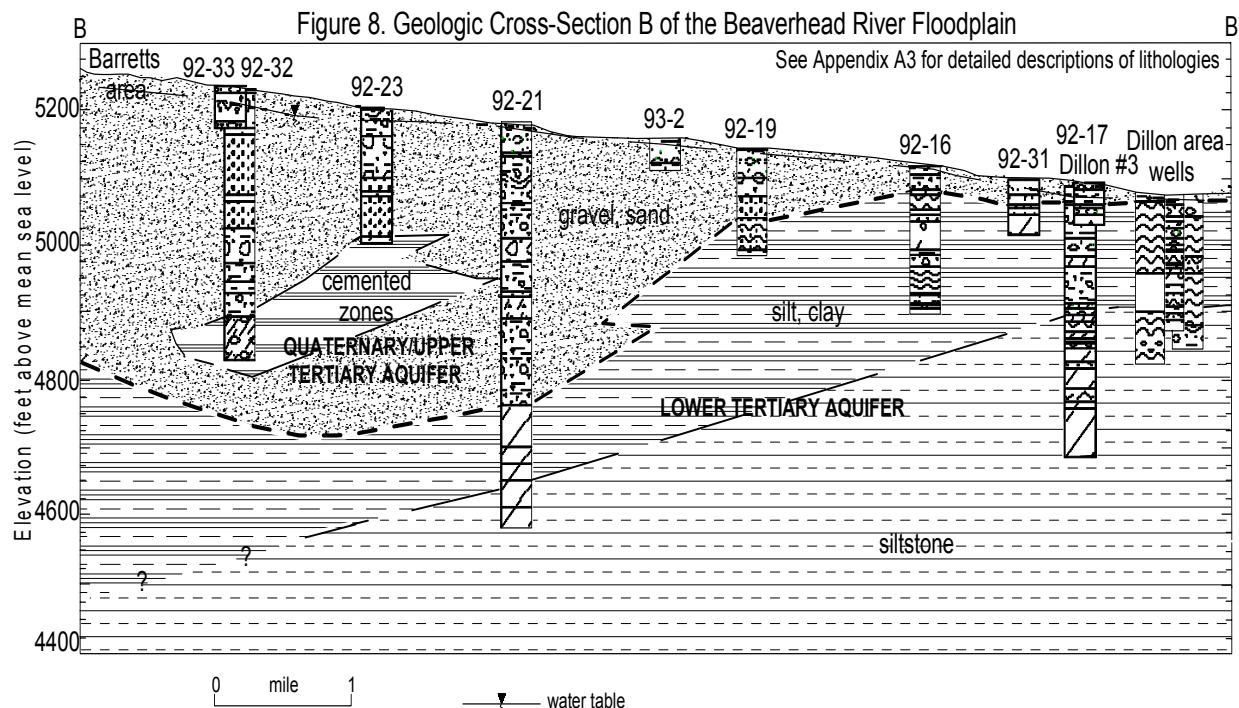 Figure 8. Geologic Cross-Section B of the Beaverhead River Floodplain
B
B
See Appendix A3 for detailed descriptions of lithologies
Barretts
area
92-33 92-32
92-23
92-21
93-2
92-19
92-16
92-31
92-17
Dillon #3
Dillon area
wells
5200
5000
4800
4600
4400
Elevation (feet above mean sea level)
gravel, sand
cemented
zones
silt, clay
QUATERNARY/UPPER
TERTIARY AQUIFER
LOWER TERTIARY AQUIFER
siltstone
?
?
0 mile 1
water table